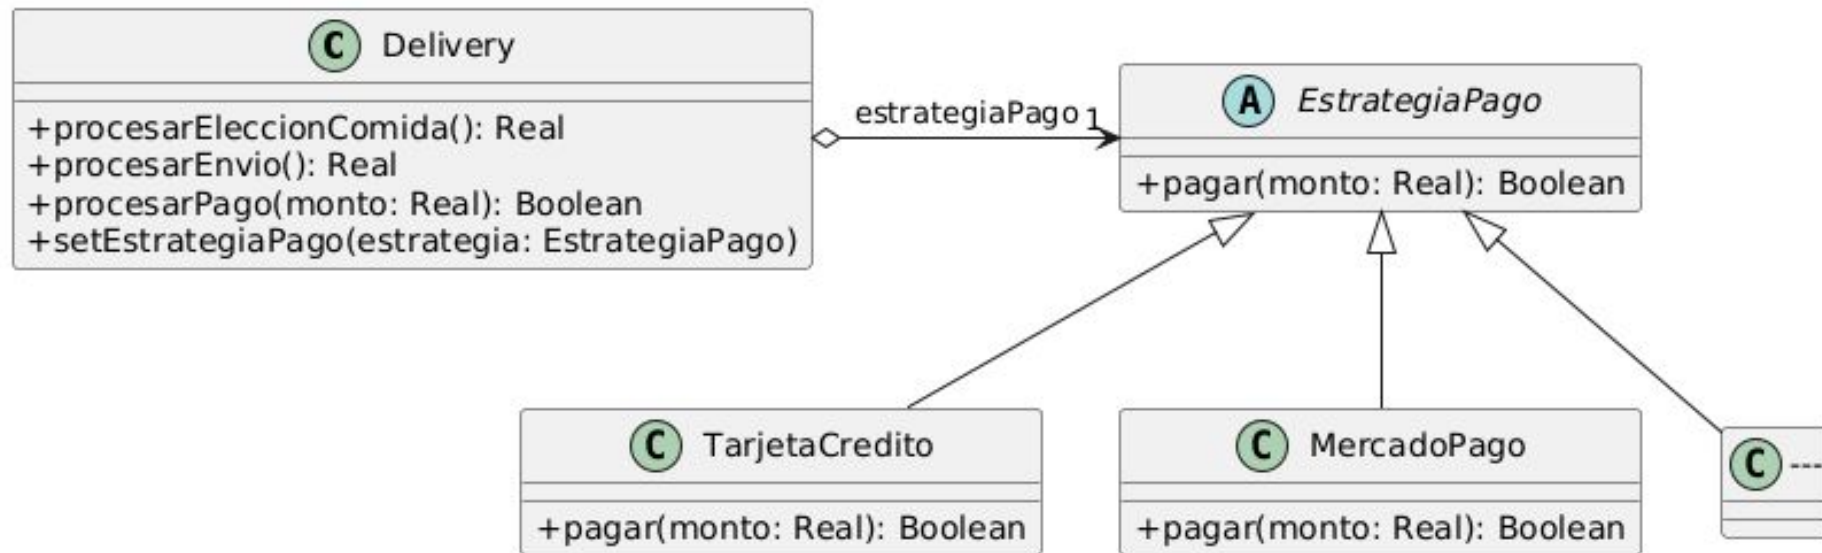 C Delivery
+procesarEleccionComida(): Real
+procesarEnvio(): Real
+procesarPago(monto: Real): Boolean
+setEstrategiaPago(estrategia: EstrategiaPago)
estrategiaPago 1
A EstrategiaPago
+pagar(monto: Real): Boolean
C TarjetaCredito
+pagar(monto: Real): Boolean
C MercadoPago
+pagar(monto: Real): Boolean
C ---